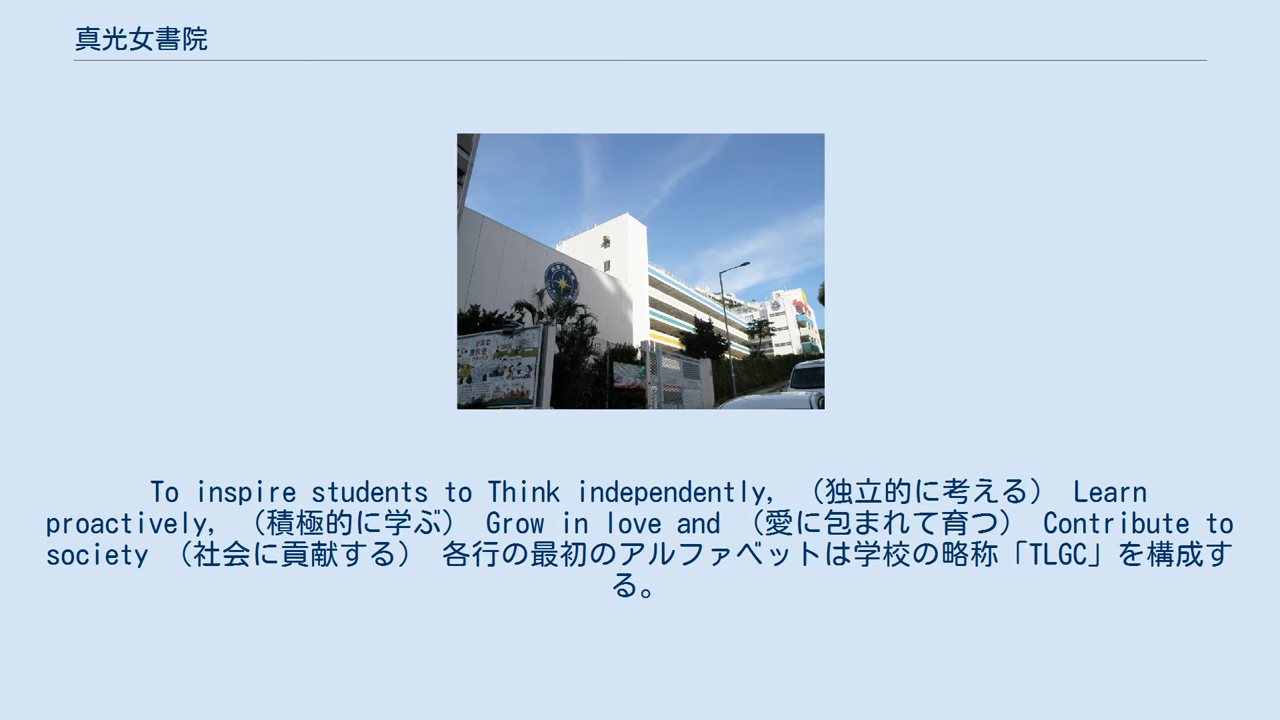 真光女書院
To inspire students to Think independently, （独立的に考える） Learn
proactively, （積極的に学ぶ） Grow in love and （愛に包まれて育つ） Contribute to
society （社会に貢献する） 各行の最初のアルファベットは学校の略称「TLGC」を構成す
る。